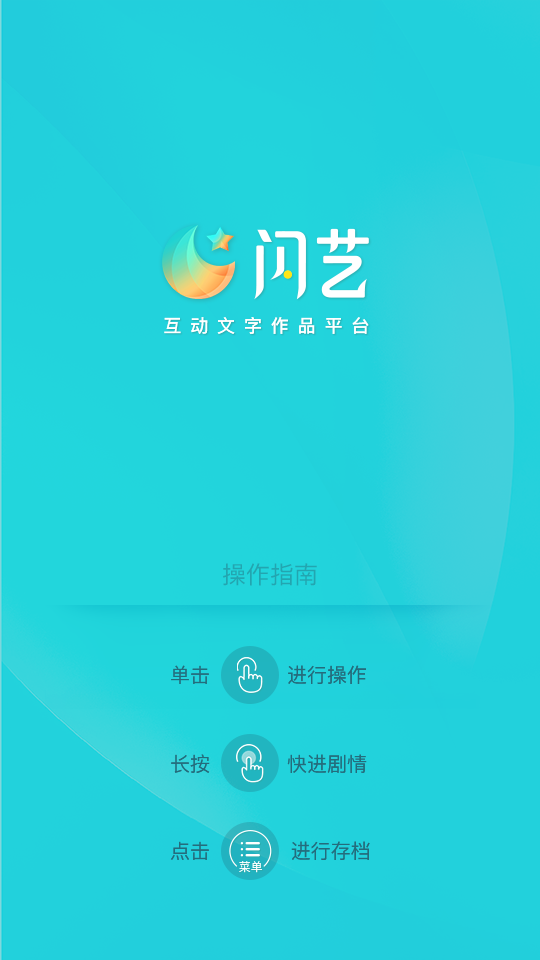 闪艺
互动文字作品平台
操作指南
单击 进行操作
长按 快进剧情
点击 菜单 进行存档